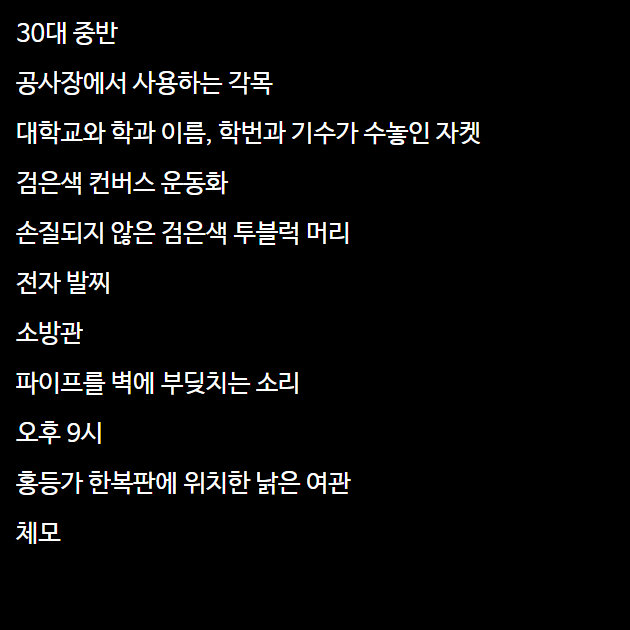 30대 중반
공사장에서 사용하는 각목
대학교와 학과 이름, 학번과 기수가 수놓인 자켓
검은색 컨버스 운동화
손질되지 않은 검은색 투블럭 머리
전자 발찌
소방관
파이프를 벽에 부딪치는 소리
오후 9시
홍등가 한복판에 위치한 낡은 여관
체모